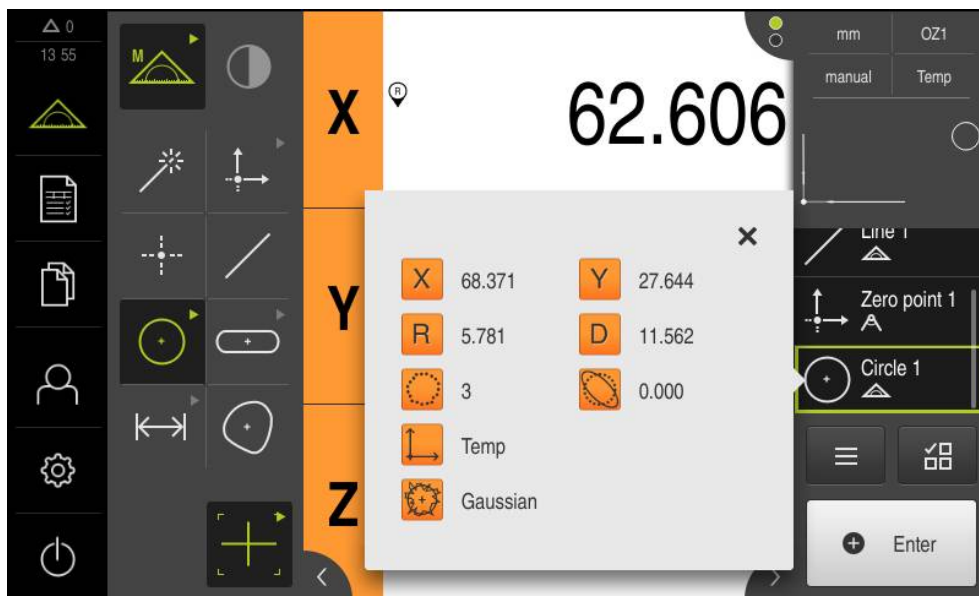 0
13 55
M
X
R
62.606
Y
Z
X 68.371 Y 27.644
R 5.781 D 11.562
3 0.000
Temp
Gaussian
mm OZ1
manual Temp
Line 1
Zero point 1
Circle 1
Enter